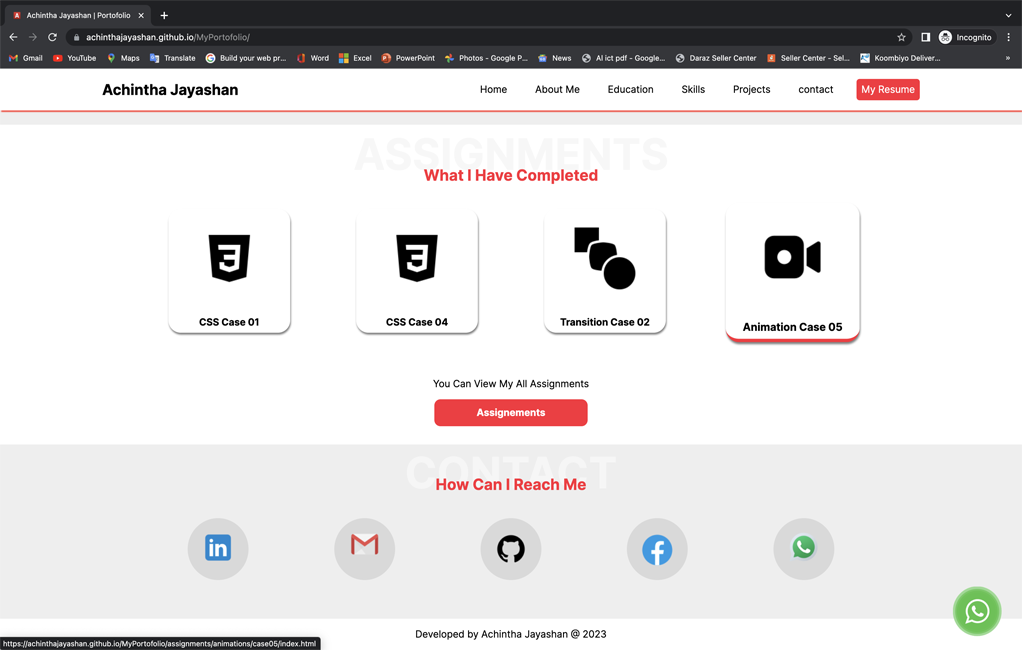 Achintha Jayashan | Portofolio
achinthajayashan.github.io/MyPortofolio/
Incognito
Gmail YouTube Maps Translate Build your web pr... Word Excel PowerPoint Photos - Google P... News AI ict pdf - Google... Daraz Seller Center Seller Center - Sel... Koombiyo Deliver... »
Achintha Jayashan
Home About Me Education Skills Projects contact My Resume
ASSIGNMENTS
What I Have Completed
CSS Case 01 CSS Case 04 Transition Case 02 Animation Case 05
You Can View My All Assignments
Assignements
CONTACT
How Can I Reach Me
Developed by Achintha Jayashan @ 2023
https://achinthajayashan.github.io/MyPortofolio/assignments/animations/case05/index.html